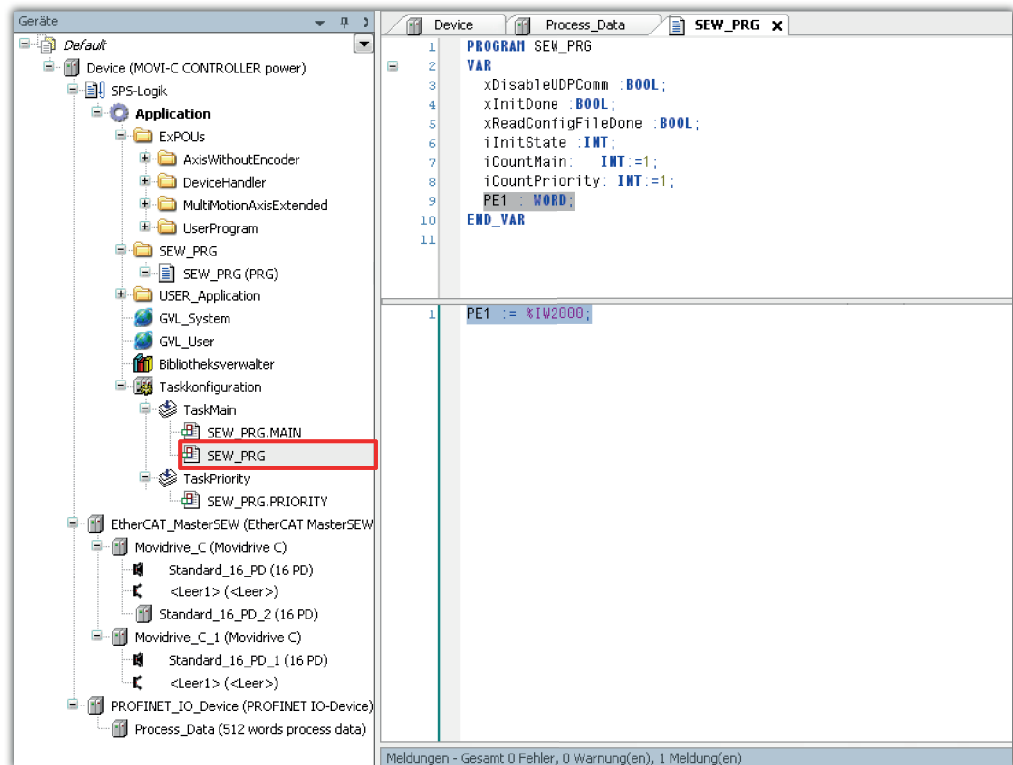 Geräte
Default
Device (MOVI-C CONTROLLER power)
SPS-Logik
Application
ExPOUs
AxisWithoutEncoder
DeviceHandler
MultiMotionAxisExtended
UserProgram
SEW_PRG
SEW_PRG (PRG)
USER_Application
GVL_System
GVL_User
Bibliotheksverwalter
Taskkonfiguration
TaskMain
SEW_PRG.MAIN
SEW_PRG
TaskPriority
SEW_PRG.PRIORITY
EtherCAT_MasterSEW (EtherCAT MasterSEW
Movidrive_C (Movidrive C)
Standard_16_PD (16 PD)
<Leer1> (<Leer>)
Standard_16_PD_2 (16 PD)
Movidrive_C_1 (Movidrive C)
Standard_16_PD_1 (16 PD)
<Leer1> (<Leer>)
PROFINET_IO_Device (PROFINET IO-Device)
Process_Data (512 words process data)
Device Process_Data SEW_PRG X
1 PROGRAM SEW_PRG
2 VAR
3 xDisableUDPComm :BOOL;
4 xInitDone :BOOL;
5 xReadConfigFileDone :BOOL;
6 iInitState :INT;
7 iCountMain: INT:=1;
8 iCountPriority: INT:=1;
9 PE1 : WORD;
10 END_VAR
11
1 PE1 := %IW2000;
Meldungen - Gesamt 0 Fehler, 0 Warnung(en), 1 Meldung(en)